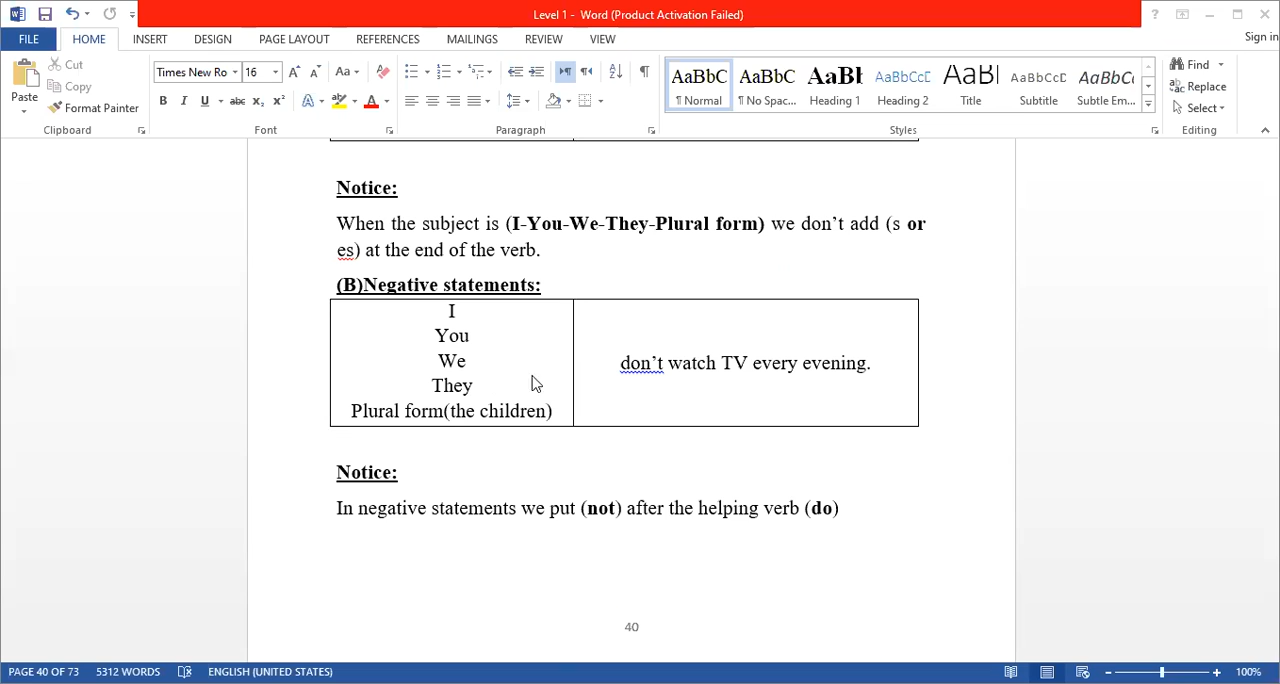 Level 1 - Word (Product Activation Failed)
FILE HOME INSERT DESIGN PAGE LAYOUT REFERENCES MAILINGS REVIEW VIEW Sign in
Paste
Cut
Copy
Format Painter
Clipboard
Times New Ro 16
Font
Paragraph
AaBbC AaBbC AaBb AaBbCcD AaBb AaBbCcD AaBbCc
¶ Normal ¶ No Spac... Heading 1 Heading 2 Title Subtitle Subtle Em...
Styles
Find
Replace
Select
Editing
Notice:
When the subject is (I-You-We-They-Plural form) we don’t add (s or
es) at the end of the verb.
(B)Negative statements:
I
You
We
They
Plural form(the children)
don’t watch TV every evening.
Notice:
In negative statements we put (not) after the helping verb (do)
40
PAGE 40 OF 73 5312 WORDS ENGLISH (UNITED STATES) 100%